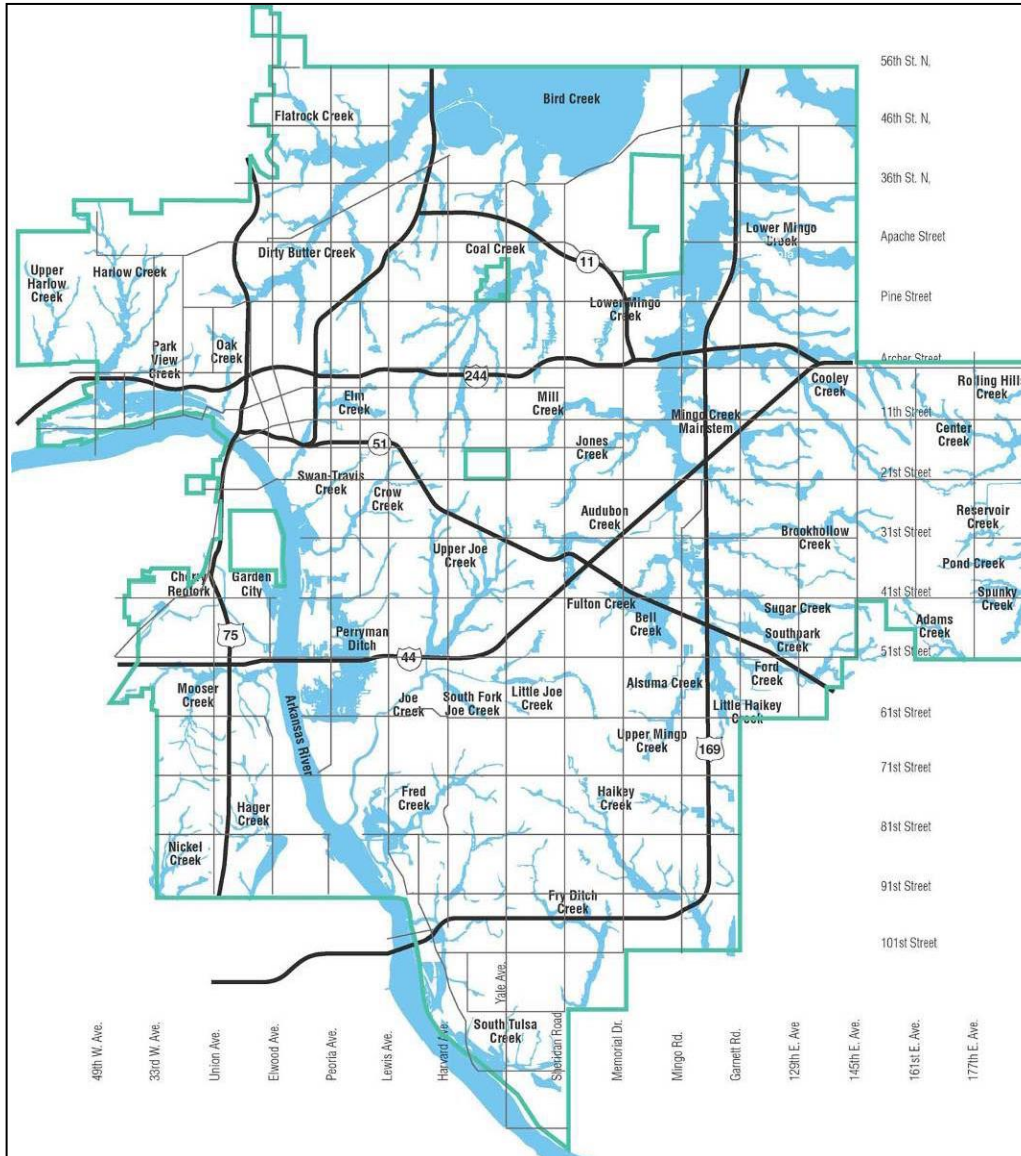 56th St. N,
Bird Creek
Flatrock Creek
46th St. N,
36th St. N,
Lower Mingo
Creek
Apache Street
Dirty Butter Creek
Coal Creek
11
Upper
Harlow
Creek
Harlow Creek
Pine Street
Lower Mingo
Creek
Park
View
Creek
Oak
Creek
Archer Street
244
Cooley
Creek
Rolling Hills
Creek
Elm
Creek
Mill
Creek
Mingo Creek
Mainstem
11th Street
Center
Creek
51
Jones
Creek
21st Street
Swan-Travis
Creek
Crow
Creek
Audubon
Creek
Reservoir
Creek
31st Street
Brookhollow
Creek
Upper Joe
Creek
Pond Creek
Cherry
Redfork
Garden
City
41st Street
Spunky
Creek
Fulton Creek
Bell
Creek
Sugar Creek
Adams
Creek
75
Perryman
Ditch
Southpark
Creek
51st Street
44
Ford
Creek
Mooser
Creek
Joe
Creek
South Fork
Joe Creek
Little Joe
Creek
Alsuma Creek
Little Haikey
Creek
61st Street
Arkansas River
Upper Mingo
Creek
169
71st Street
Fred
Creek
Haikey
Creek
Hager
Creek
81st Street
Nickel
Creek
91st Street
Fry Ditch
Creek
101st Street
South Tulsa
Creek
49th W. Ave.
33rd W. Ave.
Union Ave.
Elwood Ave.
Peoria Ave.
Lewis Ave.
Harvard Ave.
Yale Ave.
Sheridan Road
Memorial Dr.
Mingo Rd.
Garnett Rd.
129th E. Ave
145th E. Ave.
161st E. Ave.
177th E. Ave.